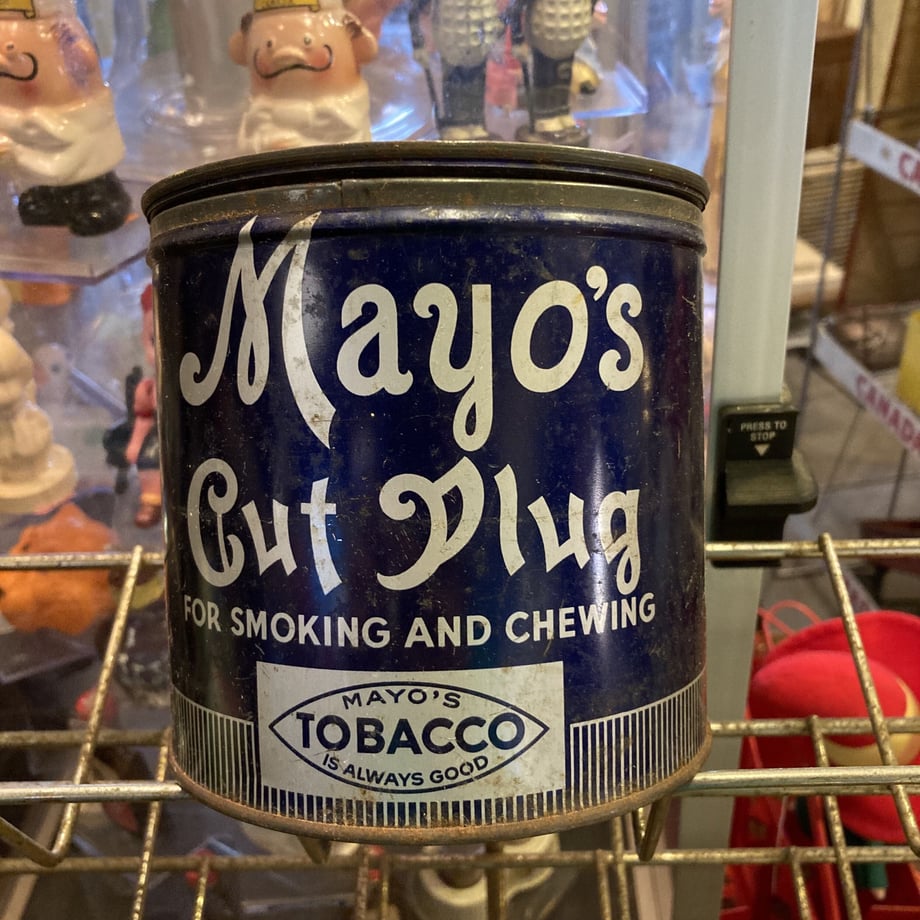 Mayo's
Cut Plug
FOR SMOKING AND CHEWING
MAYO'S
TOBACCO
IS ALWAYS GOOD
PRESS TO
STOP